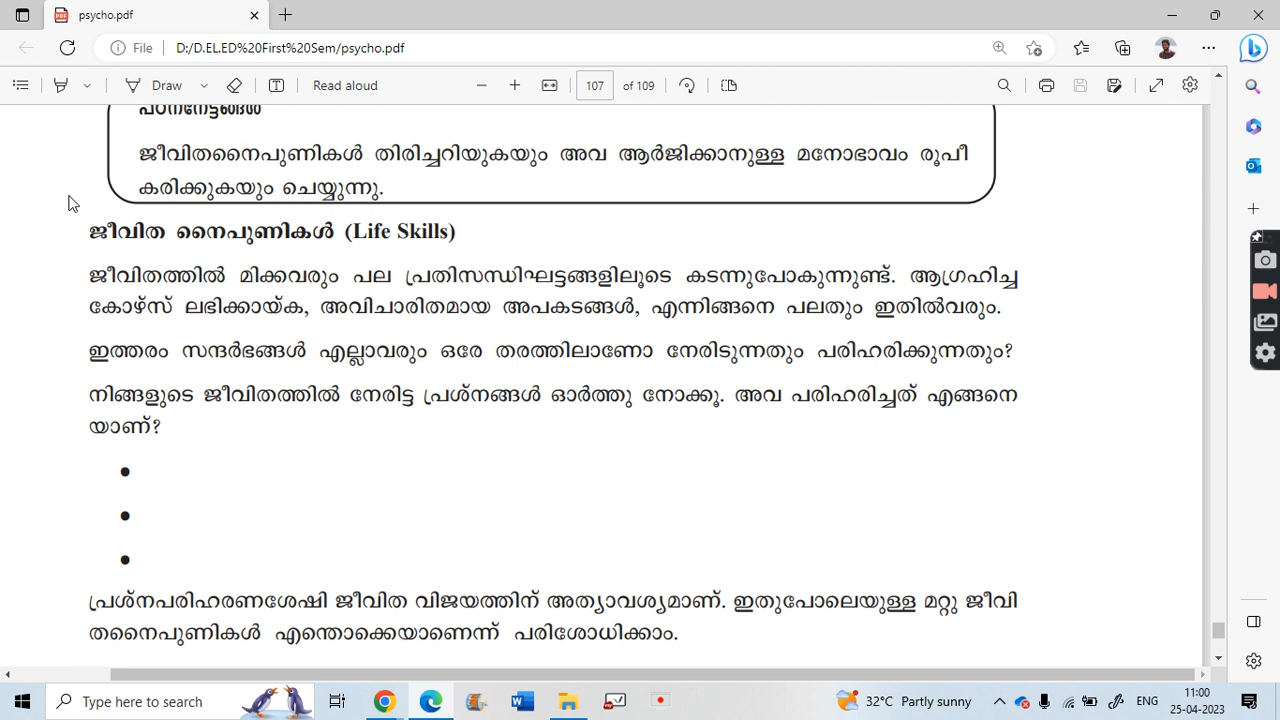 psycho.pdf
File D:/D.EL.ED%20First%20Sem/psycho.pdf
Draw Read aloud 107 of 109
പഠനനേട്ടങ്ങൾ
ജീവിതനൈപുണികൾ തിരിച്ചറിയുകയും അവ ആർജിക്കാനുള്ള മനോഭാവം രൂപീ
കരിക്കുകയും ചെയ്യുന്നു.
ജീവിത നൈപുണികൾ (Life Skills)
ജീവിതത്തിൽ മിക്കവരും പല പ്രതിസന്ധിഘട്ടങ്ങളിലൂടെ കടന്നുപോകുന്നുണ്ട്. ആഗ്രഹിച്ച
കോഴ്സ് ലഭിക്കായ്ക, അവിചാരിതമായ അപകടങ്ങൾ, എന്നിങ്ങനെ പലതും ഇതിൽവരും.
ഇത്തരം സന്ദർഭങ്ങൾ എല്ലാവരും ഒരേ തരത്തിലാണോ നേരിടുന്നതും പരിഹരിക്കുന്നതും?
നിങ്ങളുടെ ജീവിതത്തിൽ നേരിട്ട പ്രശ്നങ്ങൾ ഓർത്തു നോക്കൂ. അവ പരിഹരിച്ചത് എങ്ങനെ
യാണ്?
പ്രശ്നപരിഹരണശേഷി ജീവിത വിജയത്തിന് അത്യാവശ്യമാണ്. ഇതുപോലെയുള്ള മറ്റു ജീവി
തനൈപുണികൾ എന്തൊക്കെയാണെന്ന് പരിശോധിക്കാം.
Type here to search 32°C Partly sunny ENG 11:00
25-04-2023